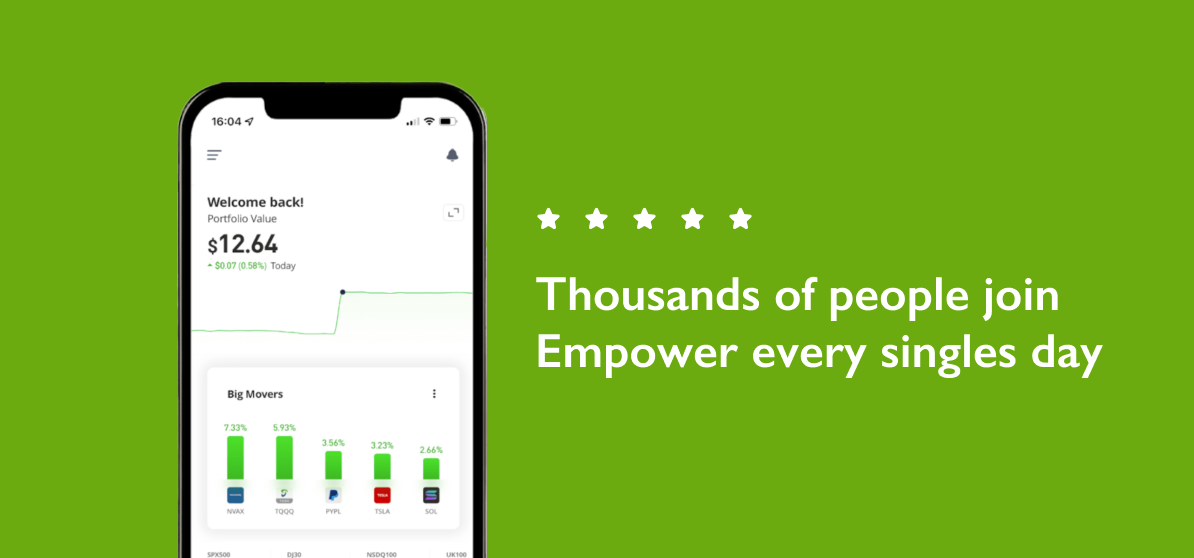 16:04
Welcome back!
Portfolio Value
$12.64
$0.07 (0.58%) Today
Big Movers
7.33%
5.93%
3.56%
3.23%
2.66%
NVAX
TQQQ
PYPL
TSLA
SOL
SPX500
DJ30
NSDQ100
UK100
Thousands of people join
Empower every singles day